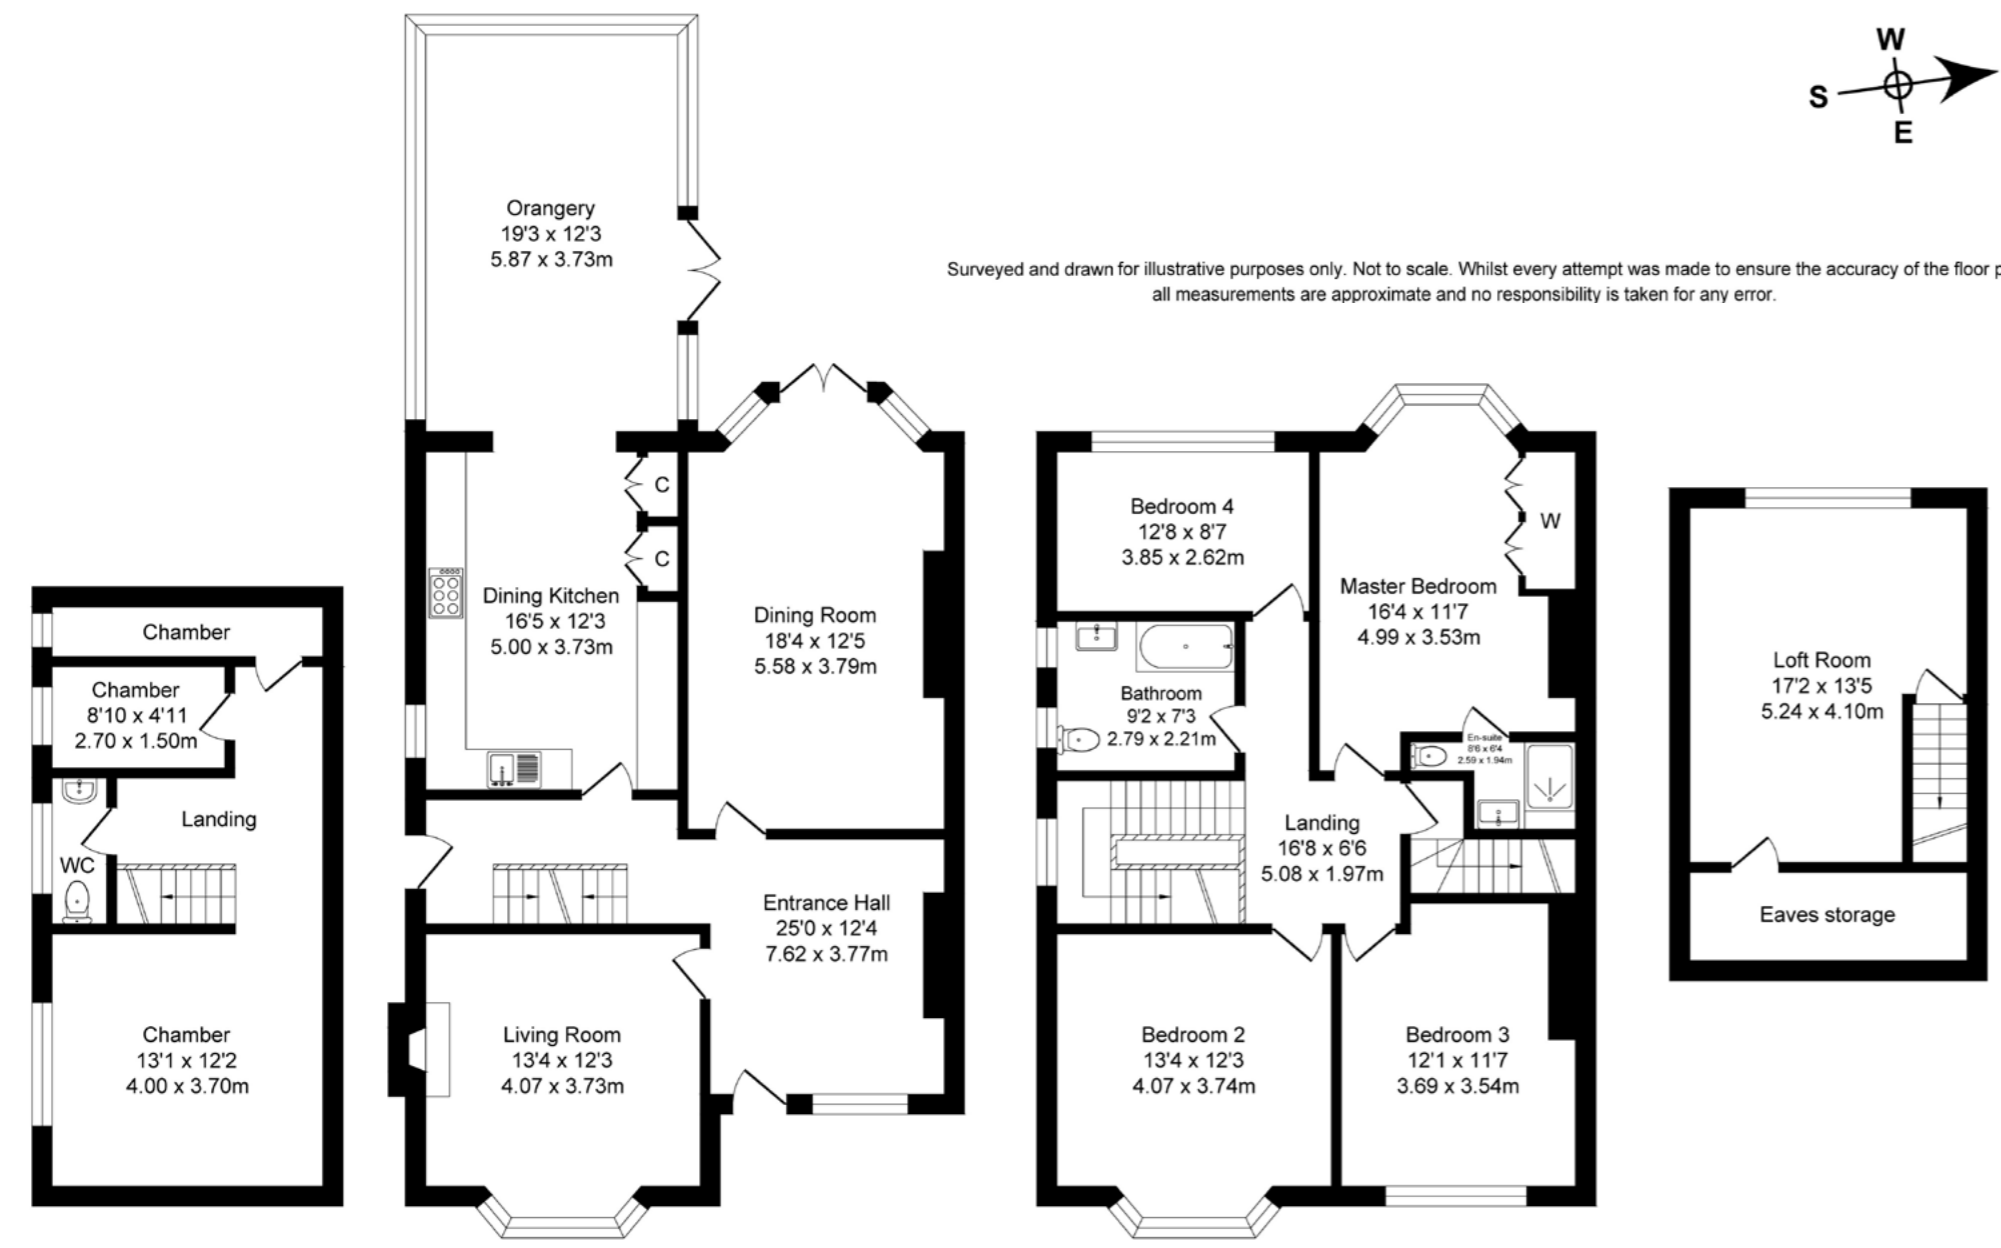 W
S
E
Surveyed and drawn for illustrative purposes only. Not to scale. Whilst every attempt was made to ensure the accuracy of the floor p
all measurements are approximate and no responsibility is taken for any error.
Chamber
Chamber
8'10 x 4'11
2.70 x 1.50m
Landing
WC
Chamber
13'1 x 12'2
4.00 x 3.70m
Orangery
19'3 x 12'3
5.87 x 3.73m
C
C
Dining Kitchen
16'5 x 12'3
5.00 x 3.73m
Dining Room
18'4 x 12'5
5.58 x 3.79m
Entrance Hall
25'0 x 12'4
7.62 x 3.77m
Living Room
13'4 x 12'3
4.07 x 3.73m
Bedroom 4
12'8 x 8'7
3.85 x 2.62m
W
Master Bedroom
16'4 x 11'7
4.99 x 3.53m
Bathroom
9'2 x 7'3
2.79 x 2.21m
En-suite
8'6 x 6'4
2.59 x 1.94m
Landing
16'8 x 6'6
5.08 x 1.97m
Bedroom 2
13'4 x 12'3
4.07 x 3.74m
Bedroom 3
12'1 x 11'7
3.69 x 3.54m
Loft Room
17'2 x 13'5
5.24 x 4.10m
Eaves storage